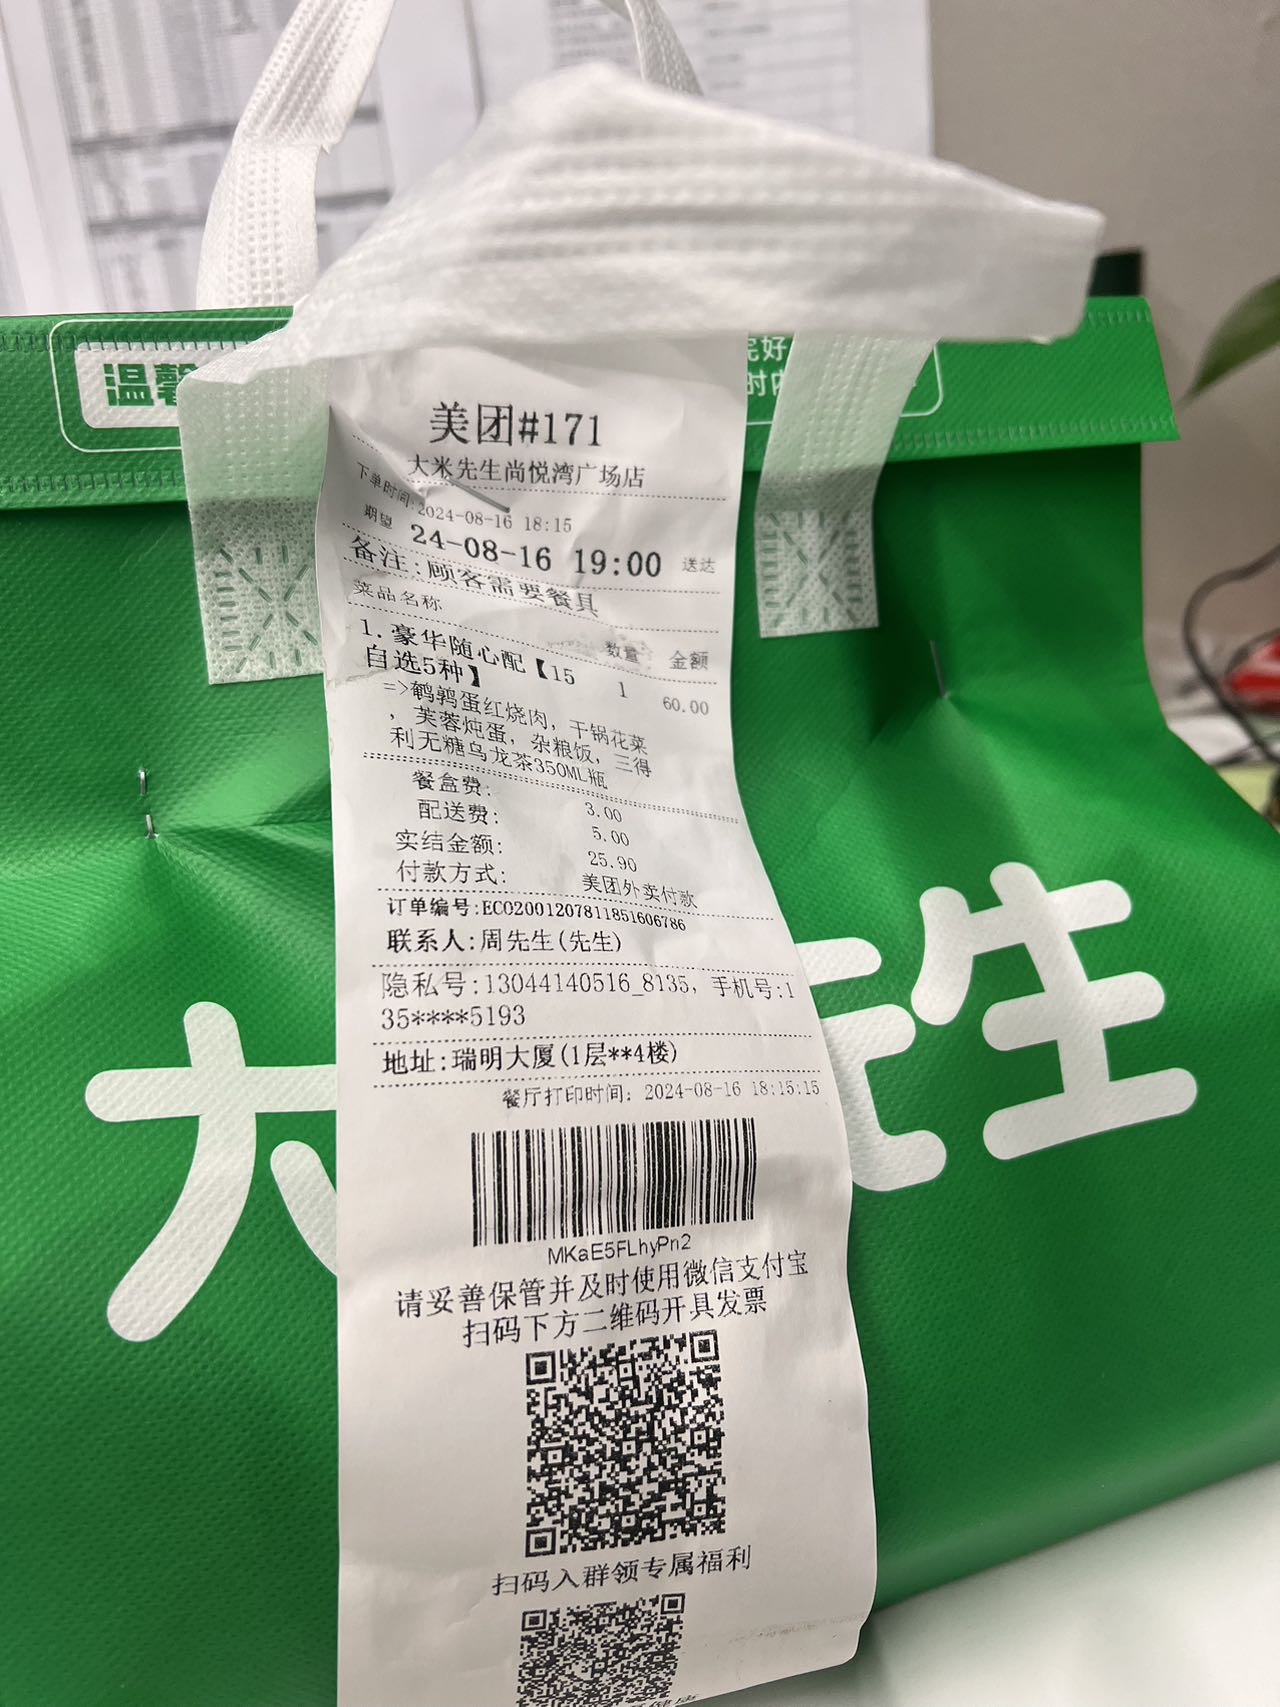 温馨
完好
时内
美团#171
大米先生尚悦湾广场店
下单时间:2024-08-16 18:15
期望 24-08-16 19:00 送达
备注:顾客需要餐具
菜品名称 数量 金额
1.豪华随心配【15
自选5种】 1 60.00
=>鹌鹑蛋红烧肉，干锅花菜
，芙蓉炖蛋，杂粮饭，三得
利无糖乌龙茶350ML瓶
餐盒费: 3.00
配送费: 5.00
实结金额: 25.90
付款方式: 美团外卖付款
订单编号:EC02001207811851606786
联系人:周先生(先生)
隐私号:13044140516_8135, 手机号:1
35****5193
地址:瑞明大厦(1层**4楼)
餐厅打印时间: 2024-08-16 18:15:15
MKaE5FLhyPn2
请妥善保管并及时使用微信支付宝
扫码下方二维码开具发票
扫码入群领专属福利
大 先生